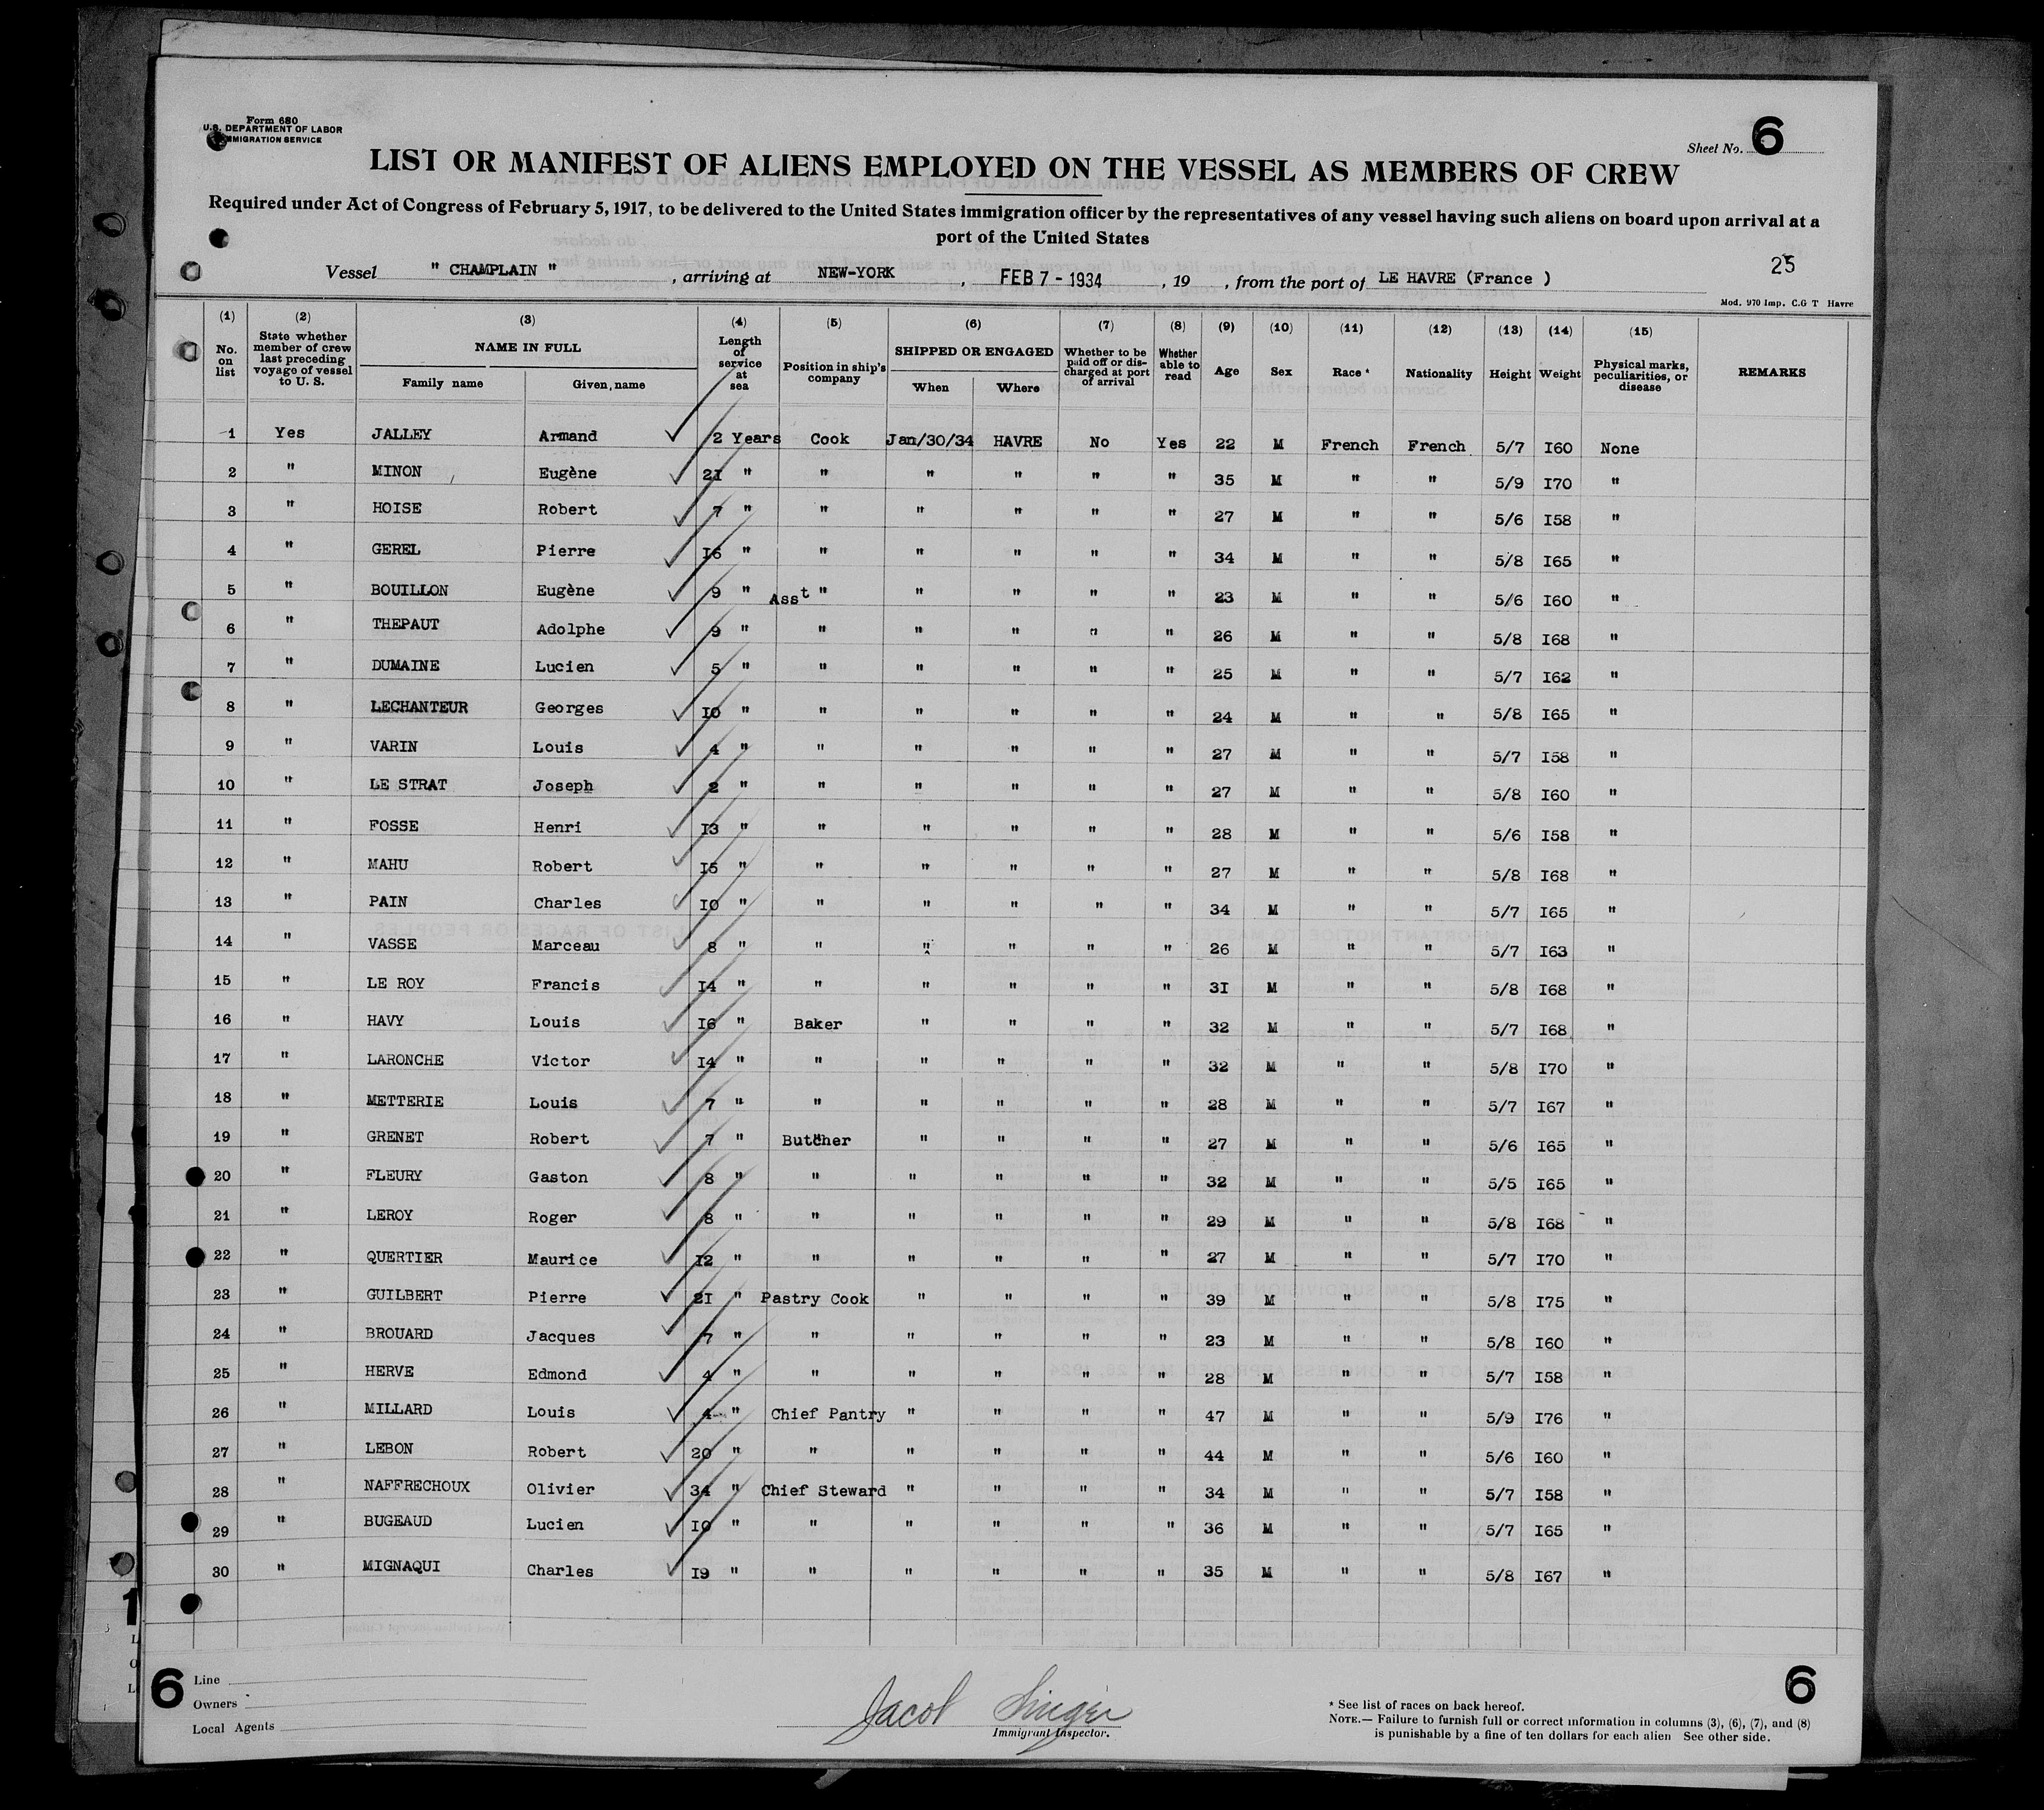 Form 680
U.S. DEPARTMENT OF LABOR
IMMIGRATION SERVICE
Sheet No. 6
LIST OR MANIFEST OF ALIENS EMPLOYED ON THE VESSEL AS MEMBERS OF CREW
Required under Act of Congress of February 5, 1917, to be delivered to the United States immigration officer by the representatives of any vessel having such aliens on board upon arrival at a
port of the United States
25
Vessel " CHAMPLAIN " , arriving at NEW-YORK , FEB 7 - 1934 , 19 , from the port of LE HAVRE (France )
Mod. 970 Imp. C.G T Havre
(1) (2) (3) (4) (5) (6) (7) (8) (9) (10) (11) (12) (13) (14) (15)
No. on list State whether member of crew last preceding voyage of vessel to U. S. NAME IN FULL Family name Given name Length of service at sea Position in ship's company SHIPPED OR ENGAGED When Where Whether to be paid off or discharged at port of arrival Whether able to read Age Sex Race * Nationality Height Weight Physical marks, peculiarities, or disease REMARKS
1 Yes JALLEY Armand 2 Years Cook Jan/30/34 HAVRE No Yes 22 M French French 5/7 I60 None
2 " MINON Eugène 2I " " " " " " 35 M " " 5/9 I70 "
3 " HOISE Robert 7 " " " " " " 27 M " " 5/6 I58 "
4 " GEREL Pierre I6 " " " " " " 34 M " " 5/8 I65 "
5 " BOUILLON Eugène 9 " Asst " " " " " 23 M " " 5/6 I60 "
6 " THEPAUT Adolphe 9 " " " " " " 26 M " " 5/8 I68 "
7 " DUMAINE Lucien 5 " " " " " " 25 M " " 5/7 I62 "
8 " LECHANTEUR Georges I0 " " " " " " 24 M " " 5/8 I65 "
9 " VARIN Louis 4 " " " " " " 27 M " " 5/7 I58 "
10 " LE STRAT Joseph 2 " " " " " " 27 M " " 5/8 I60 "
11 " FOSSE Henri I3 " " " " " " 28 M " " 5/6 I58 "
12 " MAHU Robert I5 " " " " " " 27 M " " 5/8 I68 "
13 " PAIN Charles I0 " " " " " " 34 M " " 5/7 I65 "
14 " VASSE Marceau 8 " " " " " " 26 M " " 5/7 I63 "
15 " LE ROY Francis I4 " " " " " " 3I M " " 5/8 I68 "
16 " HAVY Louis I6 " Baker " " " " 32 M " " 5/7 I68 "
17 " LARONCHE Victor I4 " " " " " " 32 M " " 5/8 I70 "
18 " METTERIE Louis 7 " " " " " " 28 M " " 5/7 I67 "
19 " GRENET Robert 7 " Butcher " " " " 27 M " " 5/6 I65 "
20 " FLEURY Gaston 8 " " " " " " 32 M " " 5/5 I65 "
21 " LEROY Roger 8 " " " " " " 29 M " " 5/8 I68 "
22 " QUERTIER Maurice I2 " " " " " " 27 M " " 5/7 I70 "
23 " GUILBERT Pierre 2I " Pastry Cook " " " " 39 M " " 5/8 I75 "
24 " BROUARD Jacques 7 " " " " " " 23 M " " 5/8 I60 "
25 " HERVE Edmond 4 " " " " " " 28 M " " 5/7 I58 "
26 " MILLARD Louis 4 " Chief Pantry " " " " 47 M " " 5/9 I76 "
27 " LEBON Robert 20 " " " " " " 44 M " " 5/6 I60 "
28 " NAFFRECHOUX Olivier 34 " Chief Steward " " " " 34 M " " 5/7 I58 "
29 " BUGEAUD Lucien I0 " " " " " " 36 M " " 5/7 I65 "
30 " MIGNAQUI Charles I9 " " " " " " 35 M " " 5/8 I67 "
6 6
Line
Owners
Local Agents
Jacob Singer
Immigrant Inspector.
* See list of races on back hereof.
NOTE.— Failure to furnish full or correct information in columns (3), (6), (7), and (8)
is punishable by a fine of ten dollars for each alien See other side.